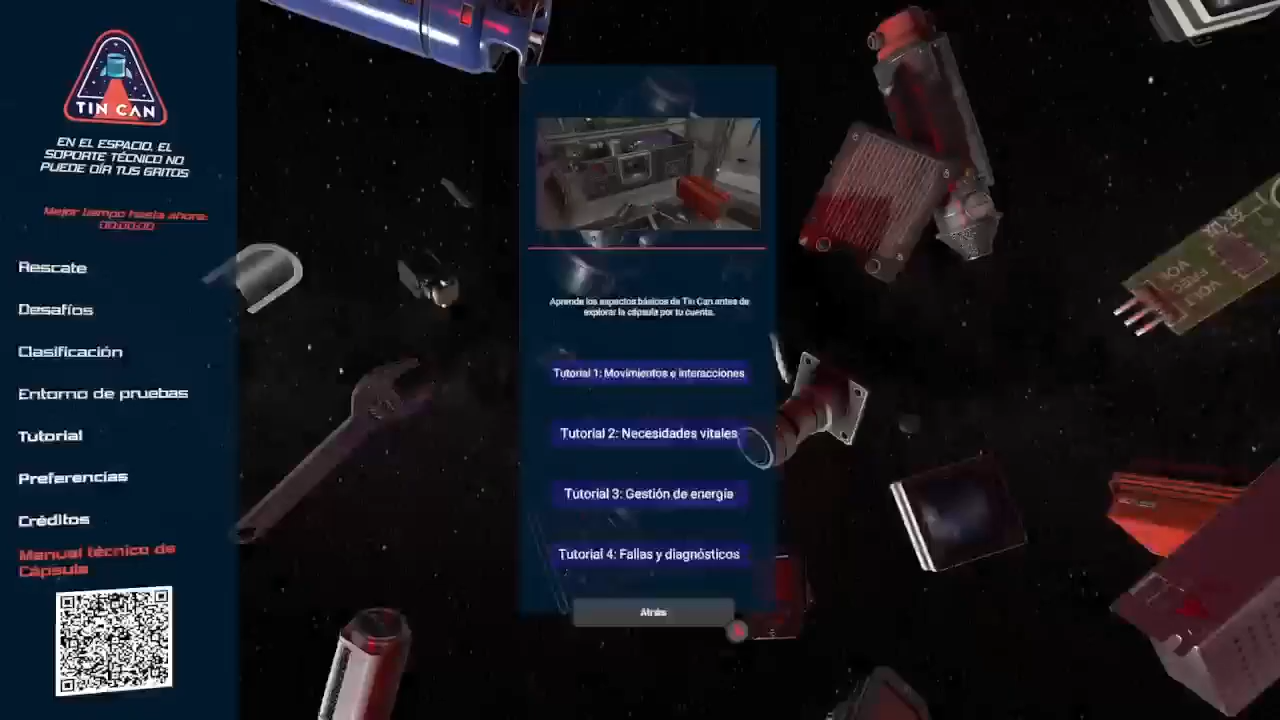 TIN CAN
EN EL ESPACIO, EL
SOPORTE TÉCNICO NO
PUEDE OÍR TUS GRITOS
Mejor tiempo hasta ahora:
00:00:00
Rescate
Desafíos
Clasificación
Entorno de pruebas
Tutorial
Preferencias
Créditos
Manual técnico de
Cápsula
Aprende los aspectos básicos de Tin Can antes de
explorar la cápsula por tu cuenta.
Tutorial 1: Movimientos e interacciones
Tutorial 2: Necesidades vitales
Tutorial 3: Gestión de energía
Tutorial 4: Fallas y diagnósticos
Atrás